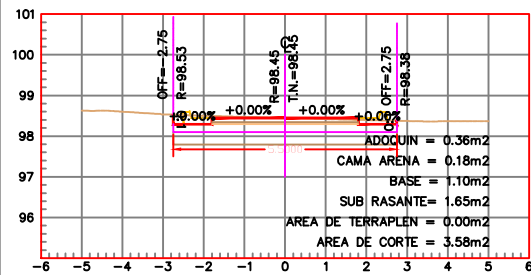 101
100
99
98
97
96
95
-6
-5
-4
-3
-2
-1
0
1
2
3
4
5
6
OFF=-2.75
R=98.53
R=98.45
T.N.=98.45
OFF=2.75
R=98.38
+0.00%
+0.00%
+0.00%
+0.00%
ADOQUIN = 0.36m2
CAMA ARENA = 0.18m2
BASE = 1.10m2
SUB RASANTE= 1.65m2
AREA DE TERRAPLEN = 0.00m2
AREA DE CORTE = 3.58m2